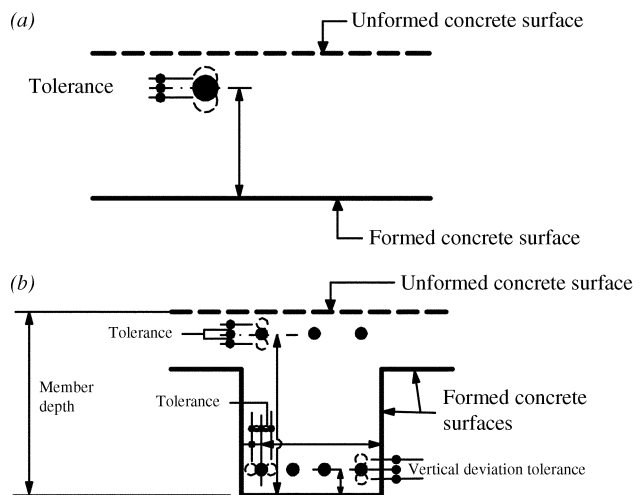 (a)
Unformed concrete surface
Tolerance
Formed concrete surface
(b)
Unformed concrete surface
Tolerance
Member
depth
Tolerance
Formed concrete
surfaces
Vertical deviation tolerance